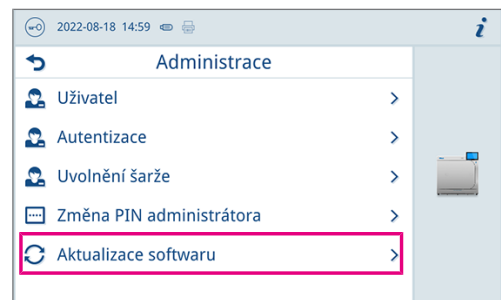 2022-08-18 14:59
Administrace
Uživatel
Autentizace
Uvolnění šarže
Změna PIN administrátora
Aktualizace softwaru